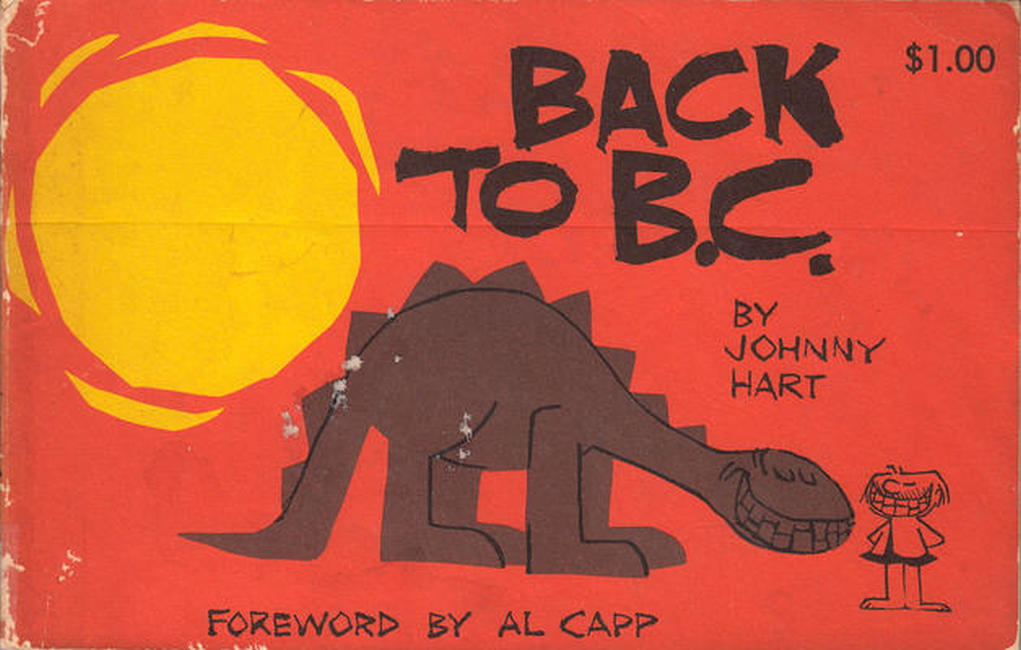 $1.00
BACK
TO B.C.
BY
JOHNNY
HART
FOREWORD BY AL CAPP